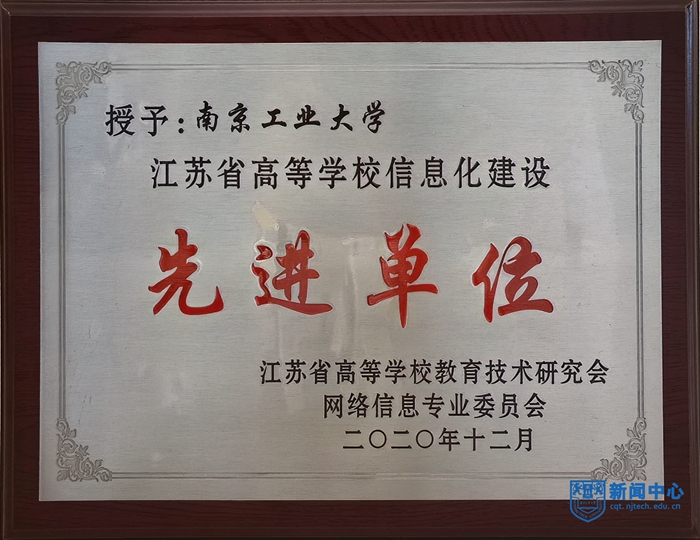 授予：南京工业大学
江苏省高等学校信息化建设
先进单位
江苏省高等学校教育技术研究会
网络信息专业委员会
二〇二〇年十二月
新闻中心
cqt.njtech.edu.cn